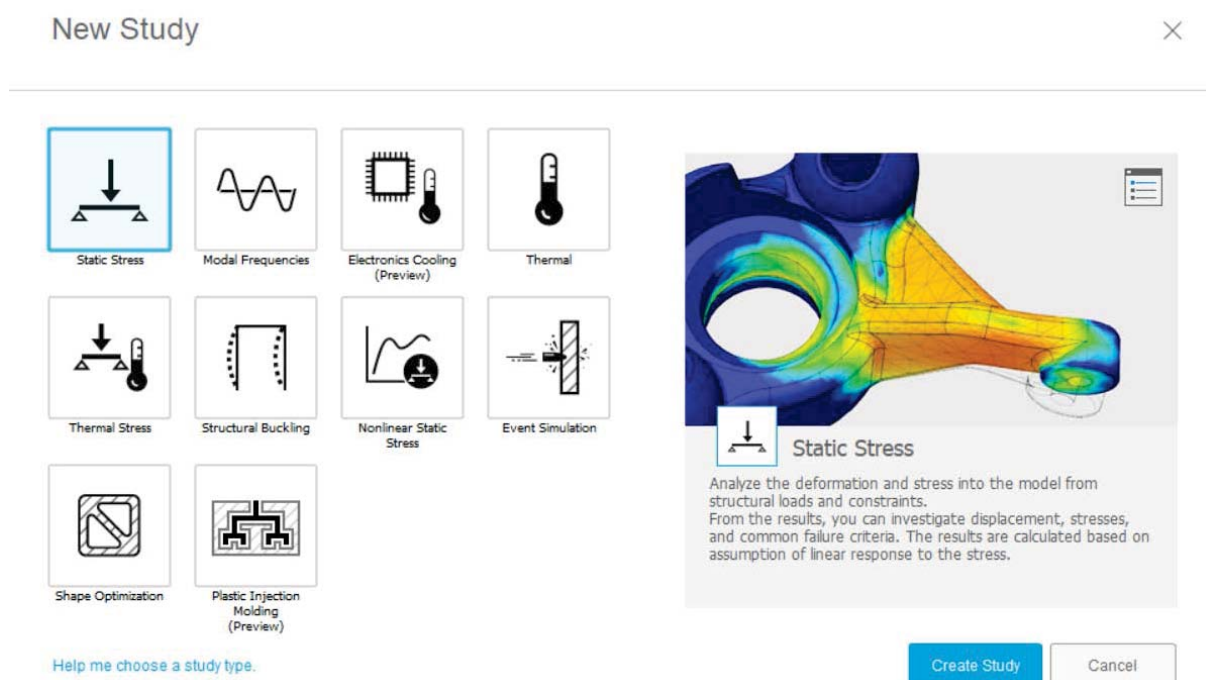 New Study
Static Stress
Modal Frequencies
Electronics Cooling
(Preview)
Thermal
Thermal Stress
Structural Buckling
Nonlinear Static
Stress
Event Simulation
Shape Optimization
Plastic Injection
Molding
(Preview)
Static Stress
Analyze the deformation and stress into the model from
structural loads and constraints.
From the results, you can investigate displacement, stresses,
and common failure criteria. The results are calculated based on
assumption of linear response to the stress.
Help me choose a study type.
Create Study
Cancel